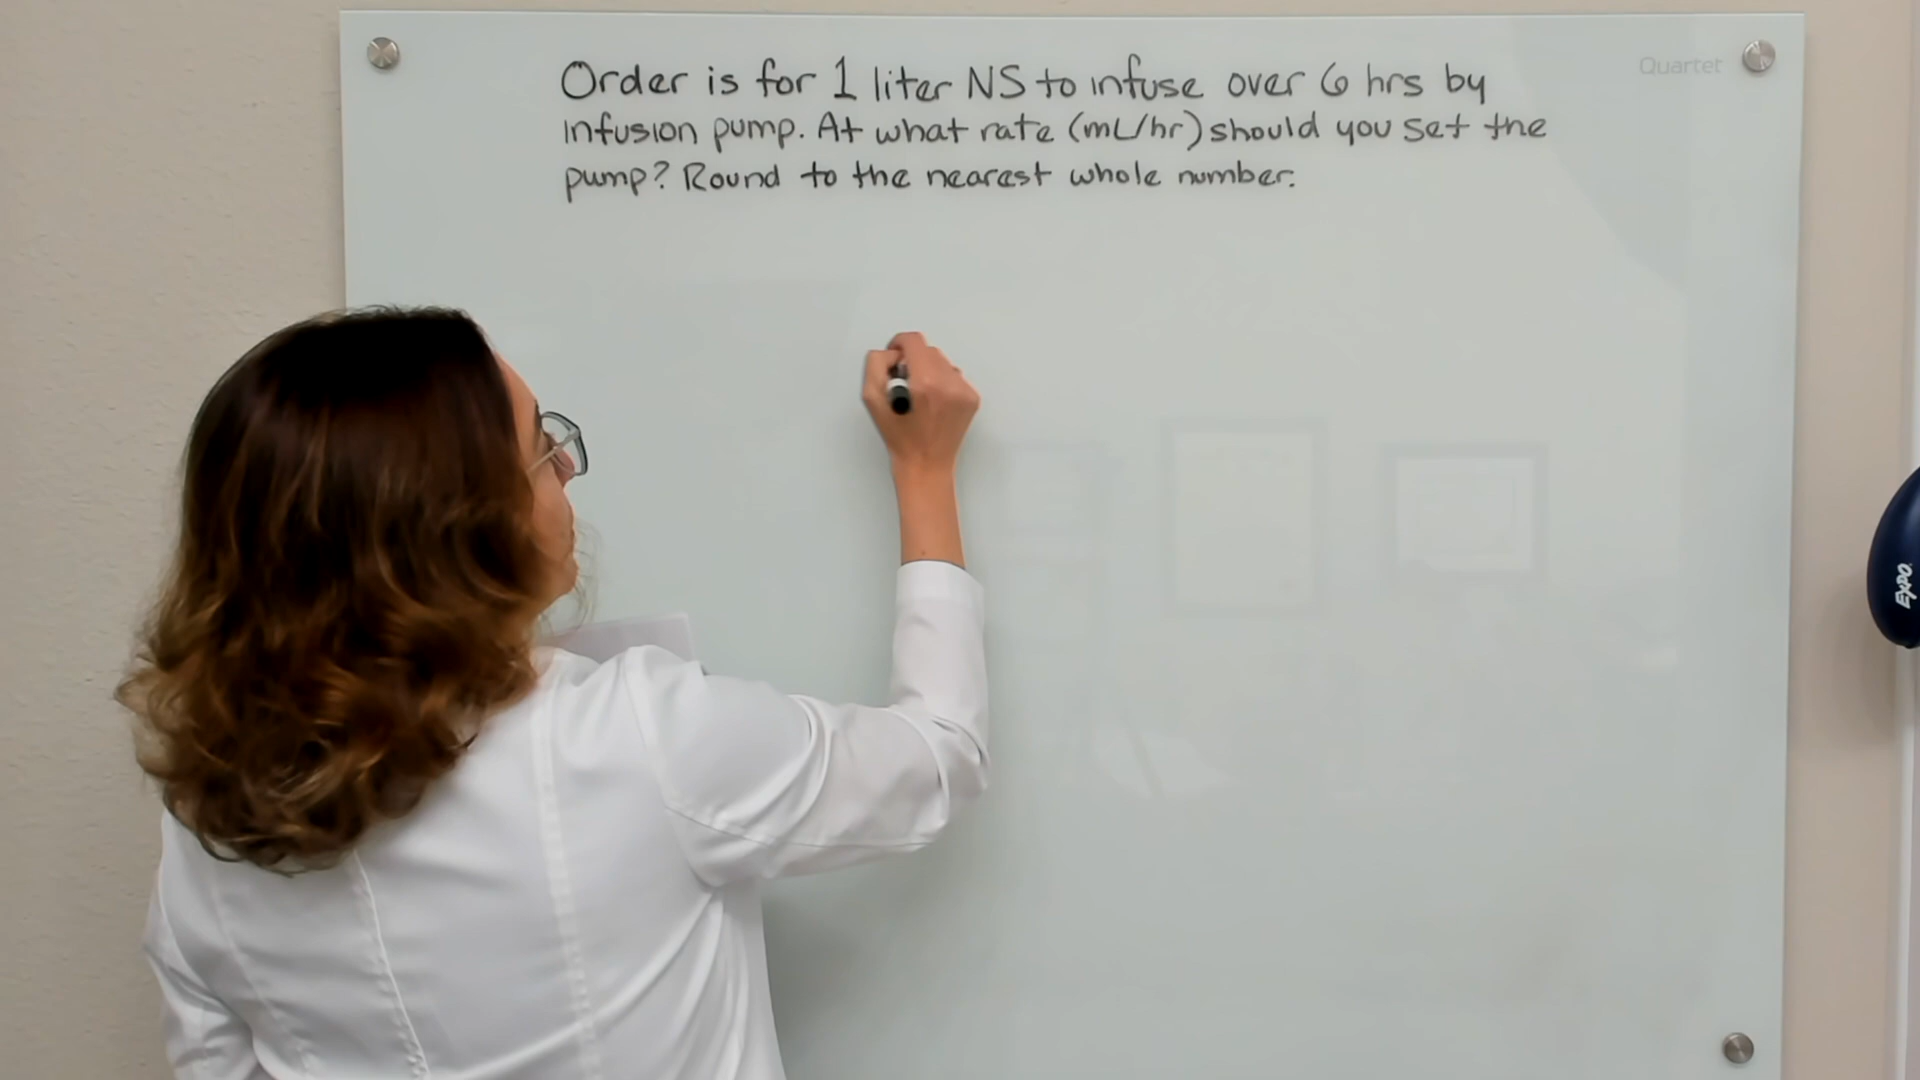 Quartet
Order is for 1 liter NS to infuse over 6 hrs by
infusion pump. At what rate (mL/hr) should you set the
pump? Round to the nearest whole number.
EXPO